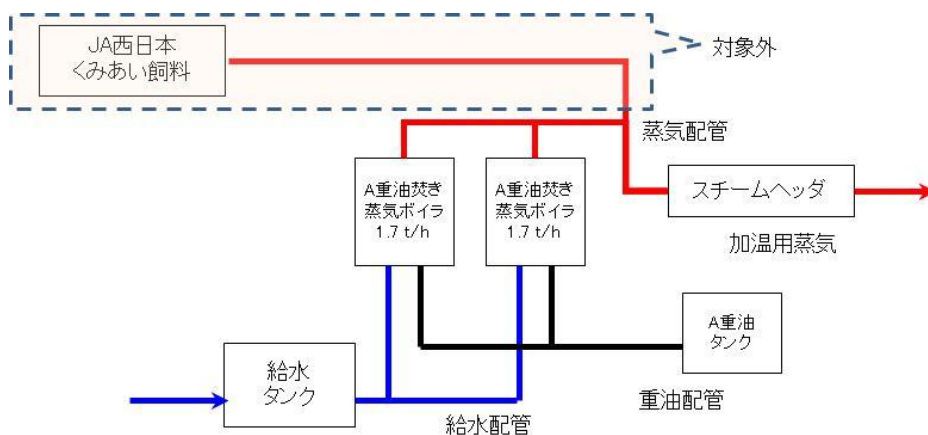 JA西日本
くみあい飼料
対象外
蒸気配管
A重油焚き
蒸気ボイラ
1.7 t/h
A重油焚き
蒸気ボイラ
1.7 t/h
スチームヘッダ
加温用蒸気
A重油
タンク
給水
タンク
重油配管
給水配管